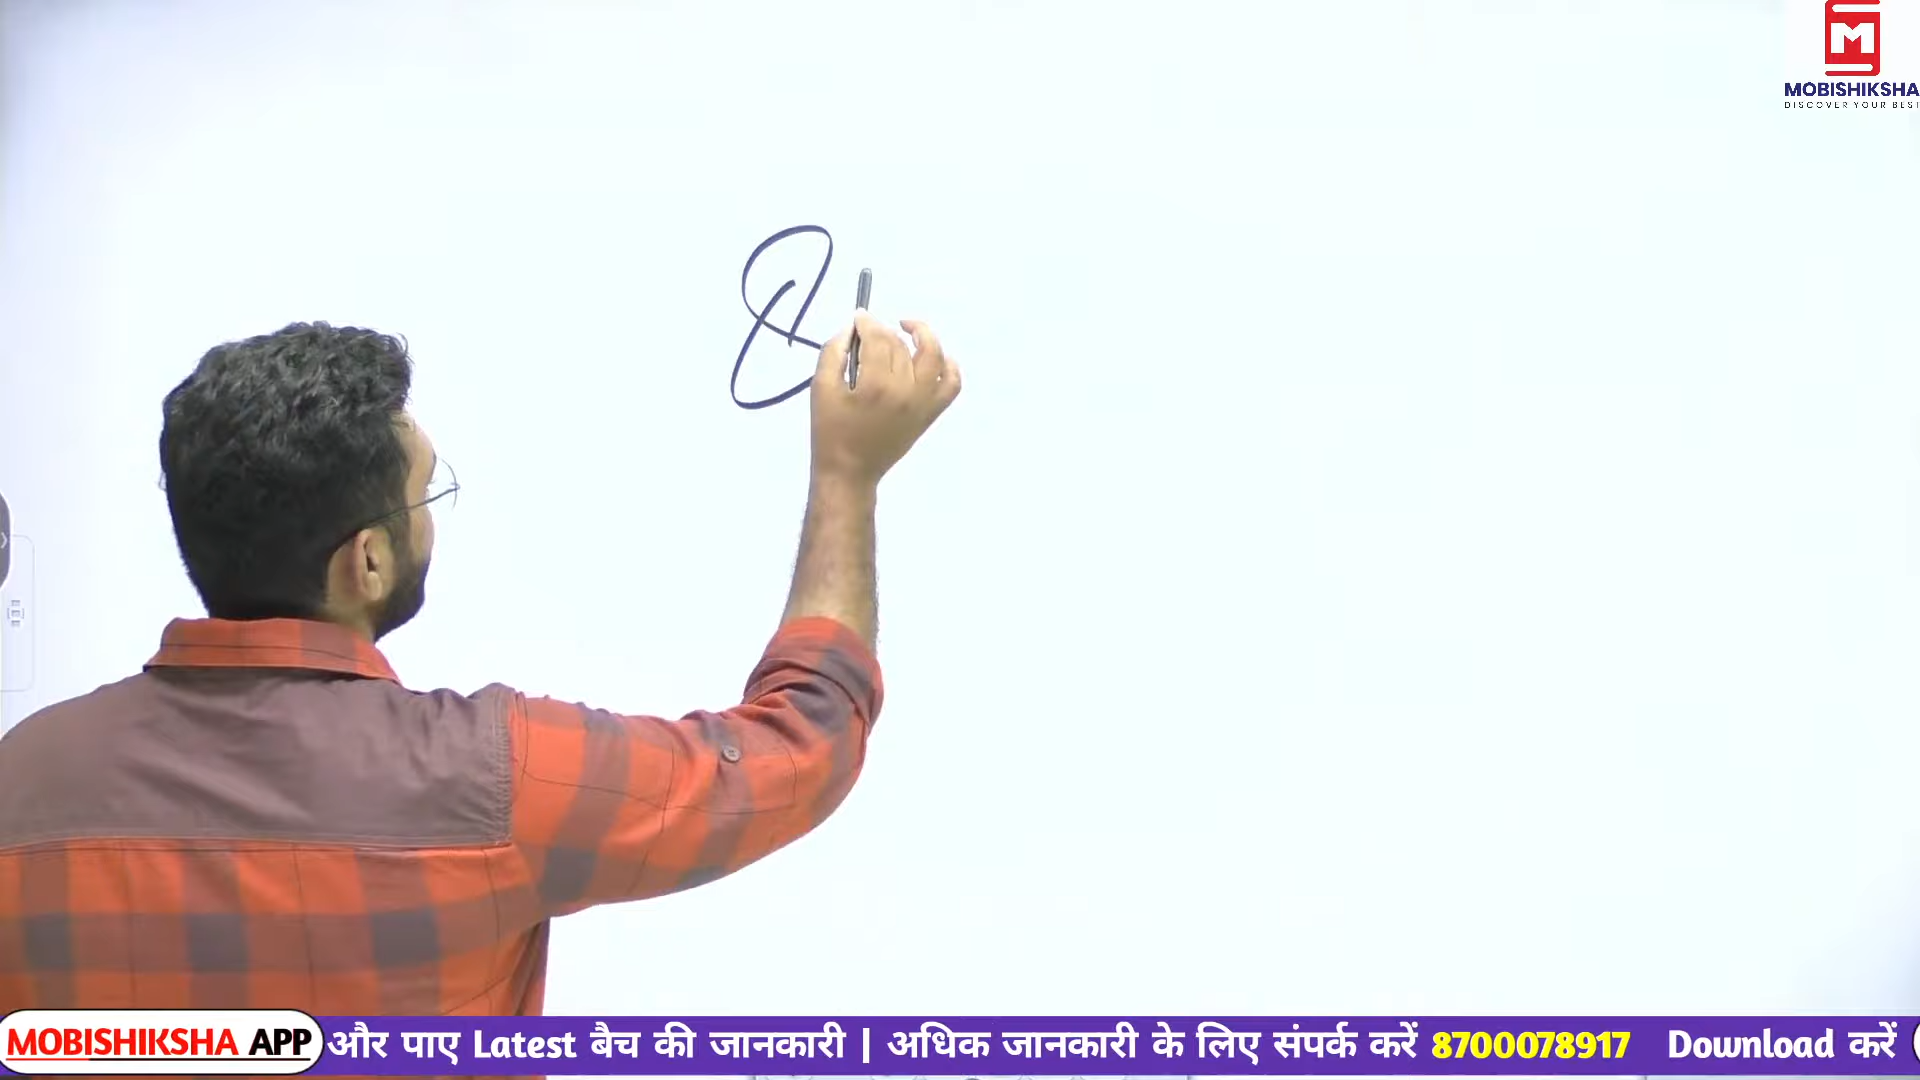 M
MOBISHIKSHA
DISCOVER YOUR BEST
MOBISHIKSHA APP और पाए Latest बैच की जानकारी | अधिक जानकारी के लिए संपर्क करें 8700078917 Download करें